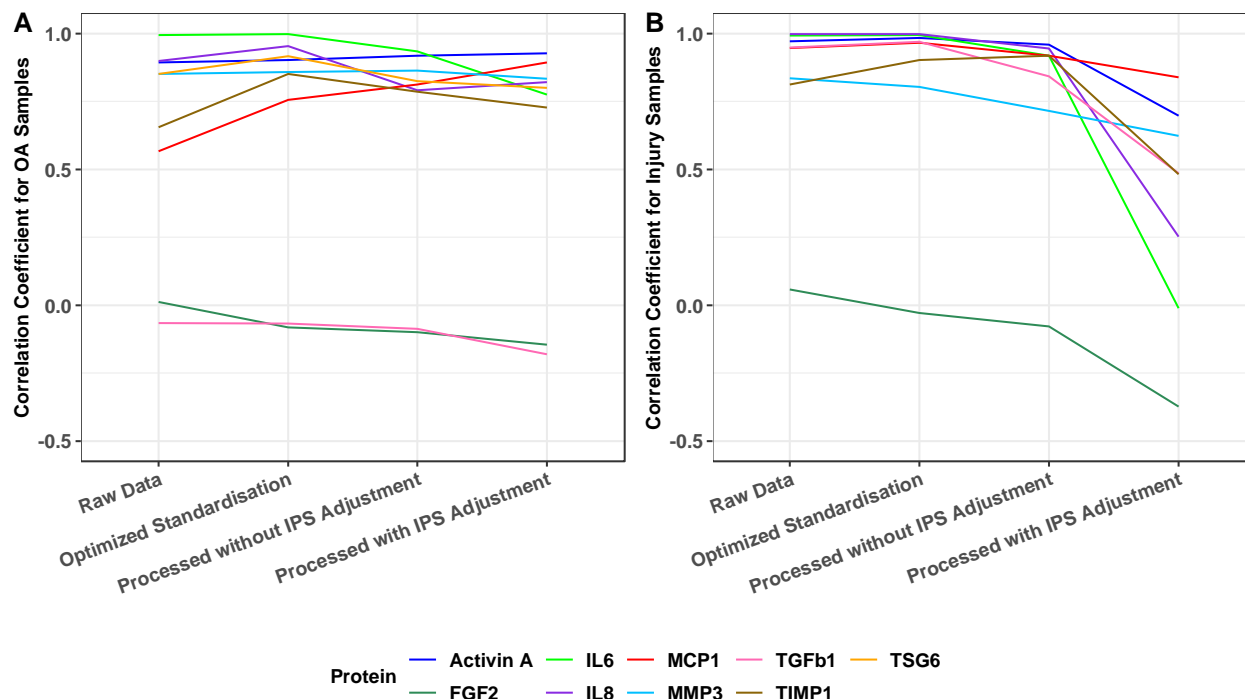 A
Correlation Coefficient for OA Samples
1.0
0.5
0.0
-0.5
Raw Data
Optimized Standardisation
Processed without IPS Adjustment
Processed with IPS Adjustment
B
Correlation Coefficient for Injury Samples
1.0
0.5
0.0
-0.5
Raw Data
Optimized Standardisation
Processed without IPS Adjustment
Processed with IPS Adjustment
Protein
Activin A IL6 MCP1 TGFb1 TSG6
FGF2 IL8 MMP3 TIMP1